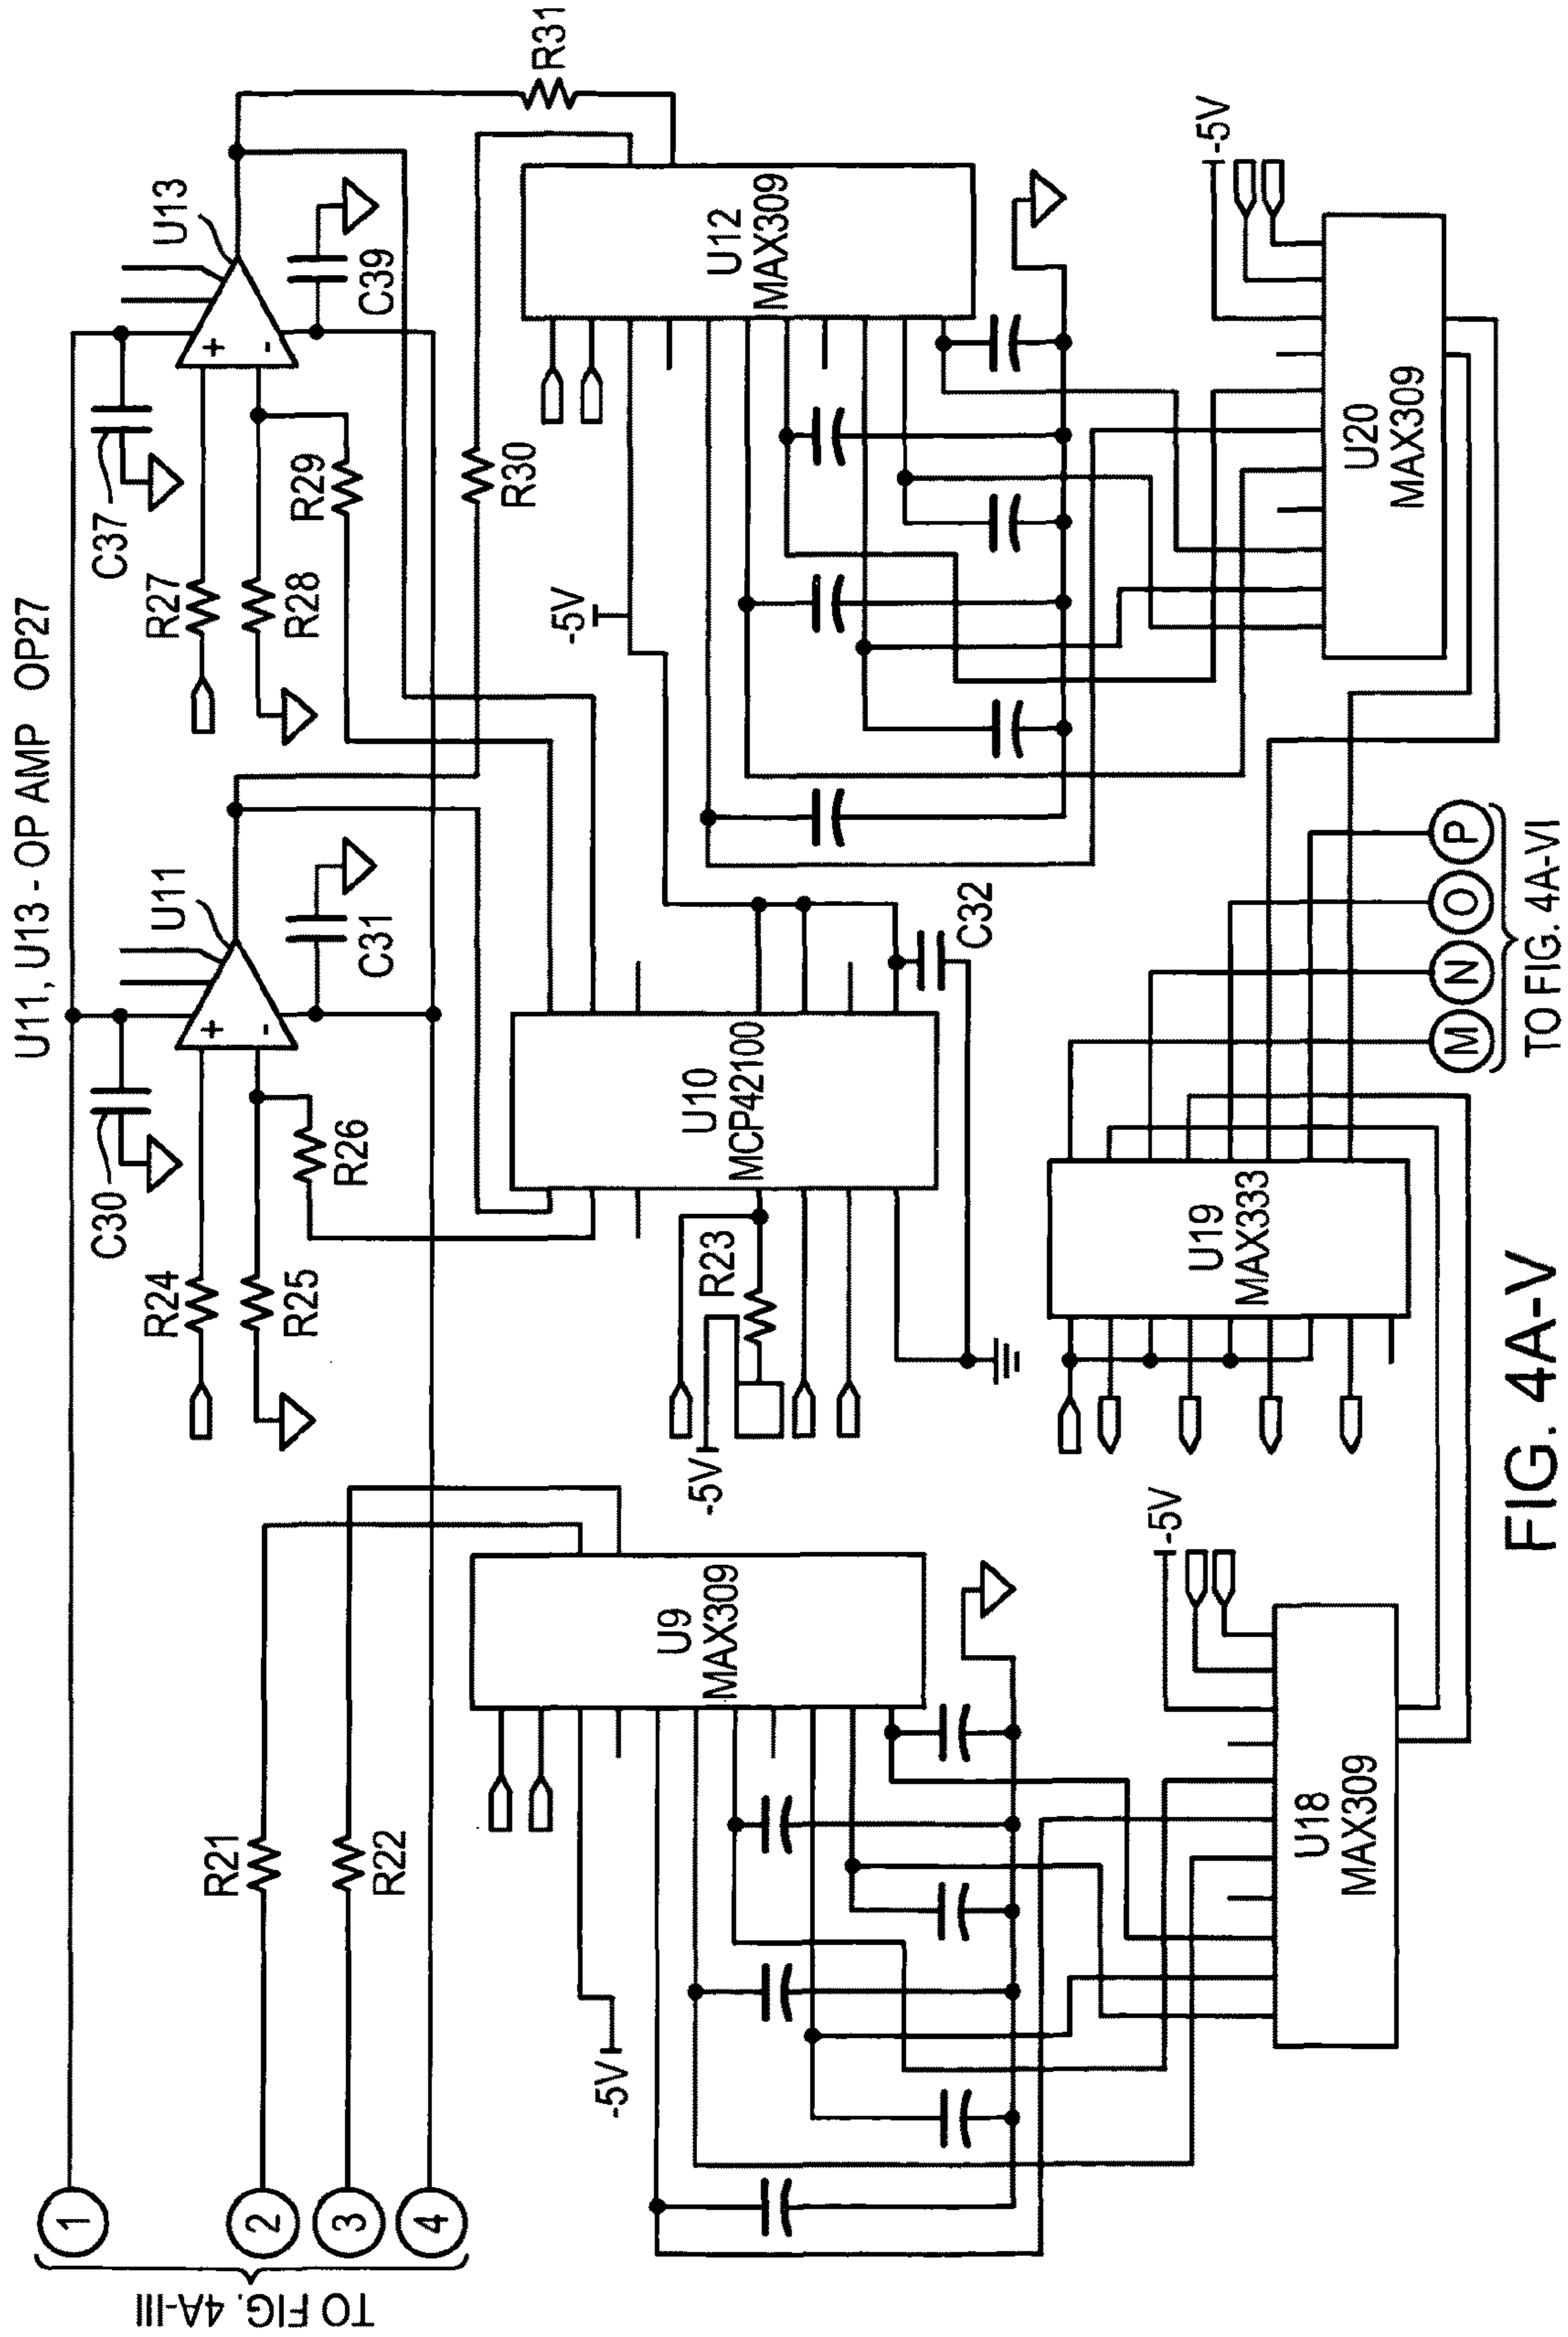 U11, U13 - OP AMP OP27
TO FIG. 4A-III
1
2
3
4
R21
R22
C30
R24
R25
R26
+
-
U11
C31
C37
R27
R28
R29
+
-
U13
C39
R30
R31
U9
MAX309
-5V
-5V
R23
U10
MCP42100
C32
-5V
U12
MAX309
U18
MAX309
-5V
U19
MAX333
U20
MAX309
-5V
M
N
O
P
TO FIG. 4A-VI
FIG. 4A-V